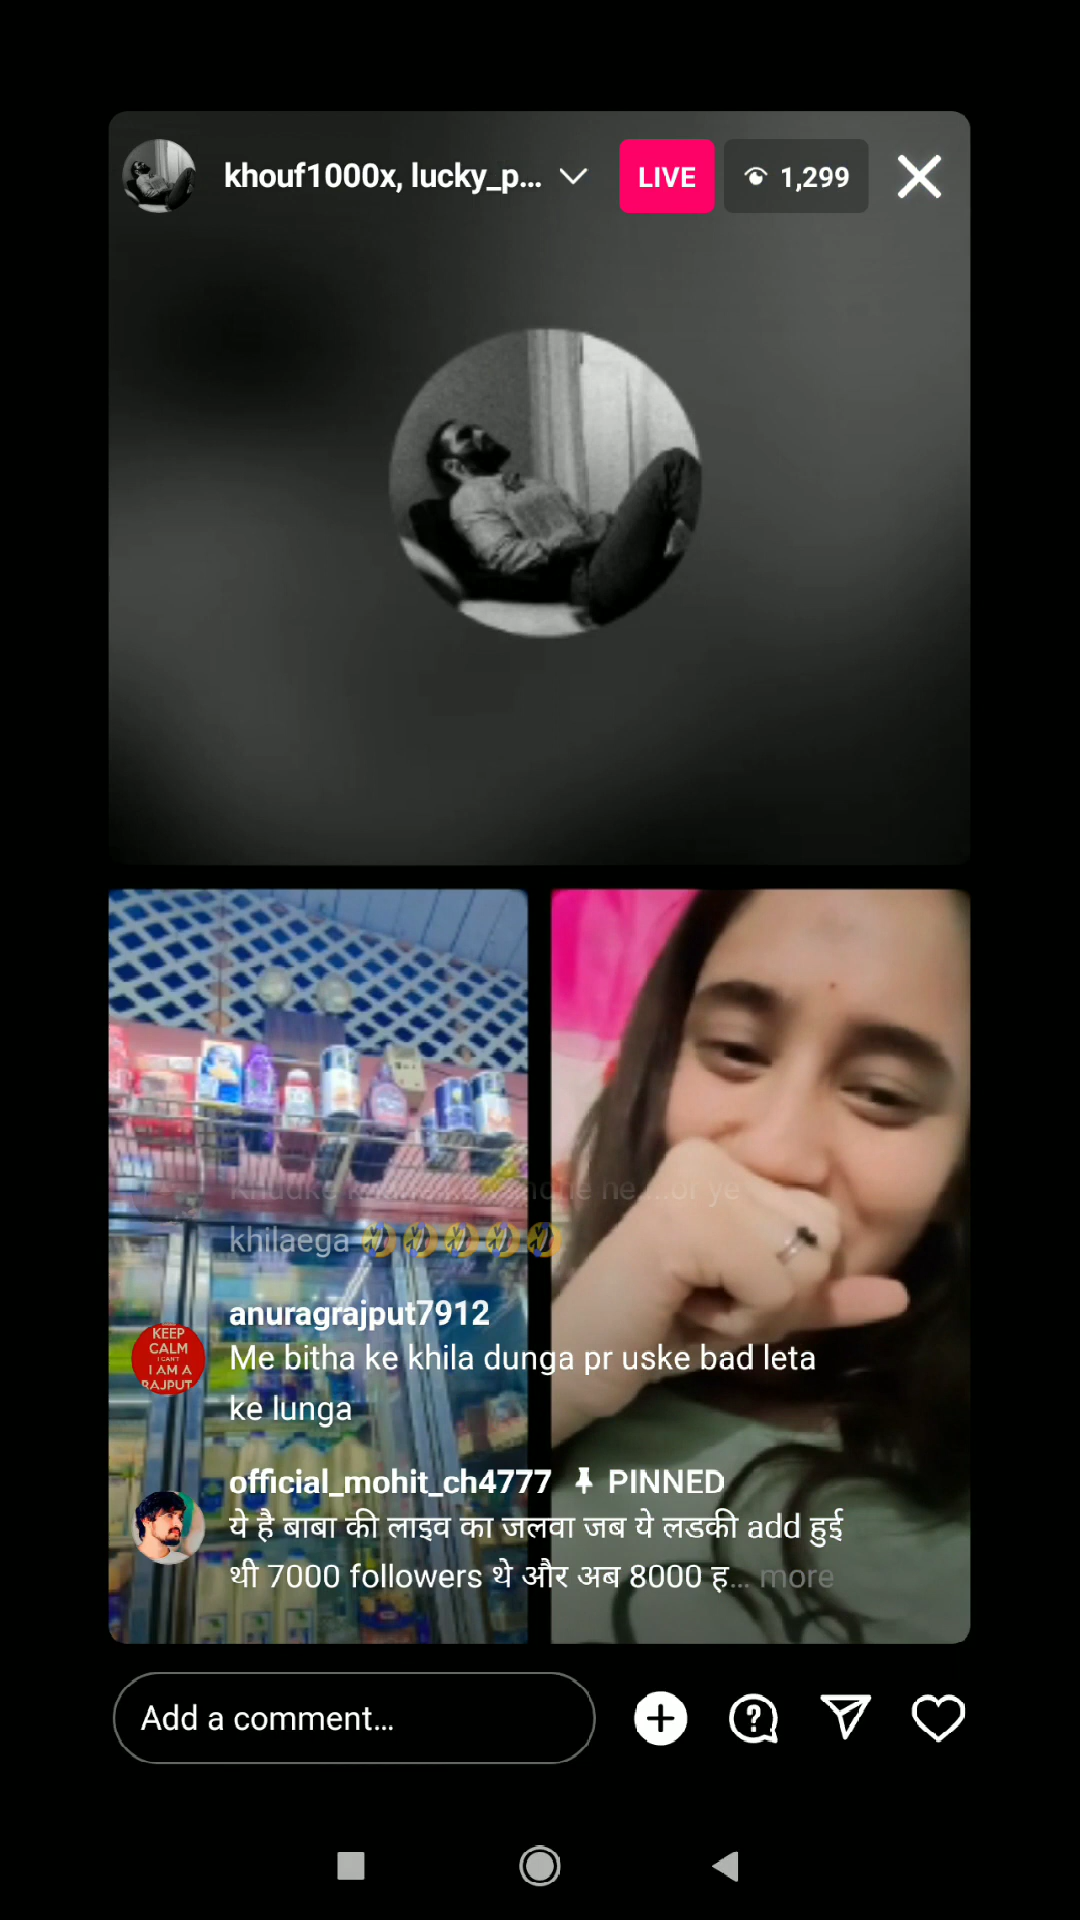 khouf1000x, lucky_p...
LIVE
1,299
khilaega 🤣🤣🤣🤣🤣
anuragrajput7912
KEEP
CALM
I CAN'T
I AM A
RAJPUT
Me bitha ke khila dunga pr uske bad leta
ke lunga
official_mohit_ch4777 PINNED
ये है बाबा की लाइव का जलवा जब ये लडकी add हुई
थी 7000 followers थे और अब 8000 ह... more
Add a comment...